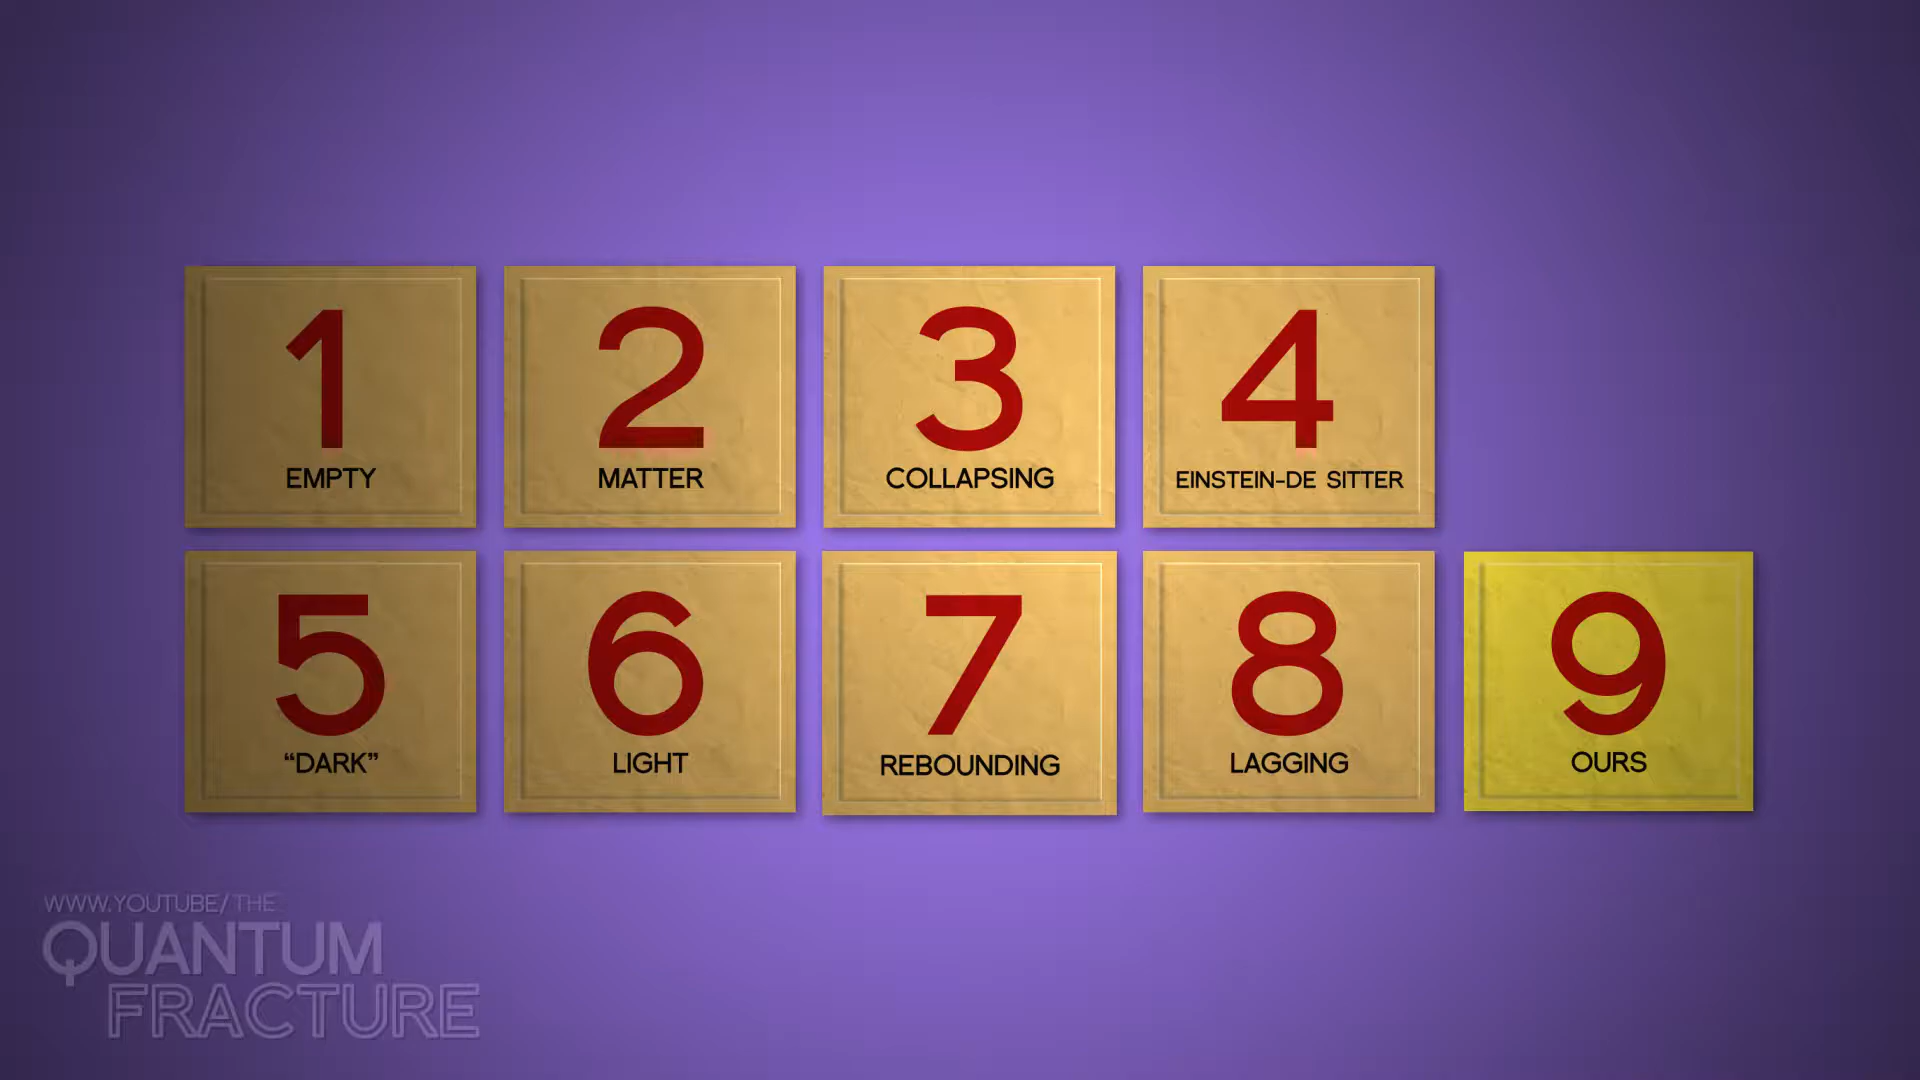 1
EMPTY
2
MATTER
3
COLLAPSING
4
EINSTEIN-DE SITTER
5
“DARK”
6
LIGHT
7
REBOUNDING
8
LAGGING
9
OURS
WWW.YOUTUBE/THE
QUANTUM
FRACTURE